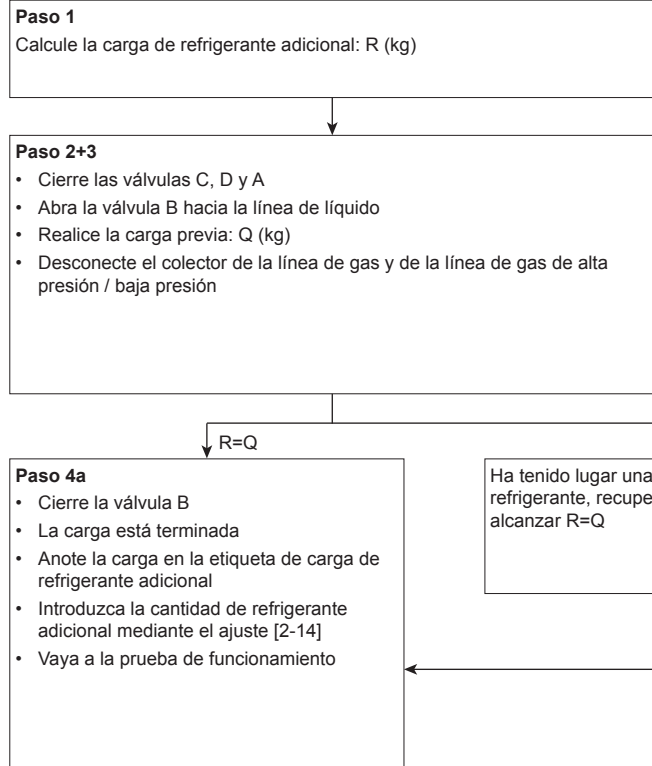 Paso 1
Calcule la carga de refrigerante adicional: R (kg)
Paso 2+3
• Cierre las válvulas C, D y A
• Abra la válvula B hacia la línea de líquido
• Realice la carga previa: Q (kg)
• Desconecte el colector de la línea de gas y de la línea de gas de alta
presión / baja presión
R=Q
Paso 4a
• Cierre la válvula B
• La carga está terminada
• Anote la carga en la etiqueta de carga de
refrigerante adicional
• Introduzca la cantidad de refrigerante
adicional mediante el ajuste [2-14]
• Vaya a la prueba de funcionamiento
Ha tenido lugar una
refrigerante, recupe
alcanzar R=Q